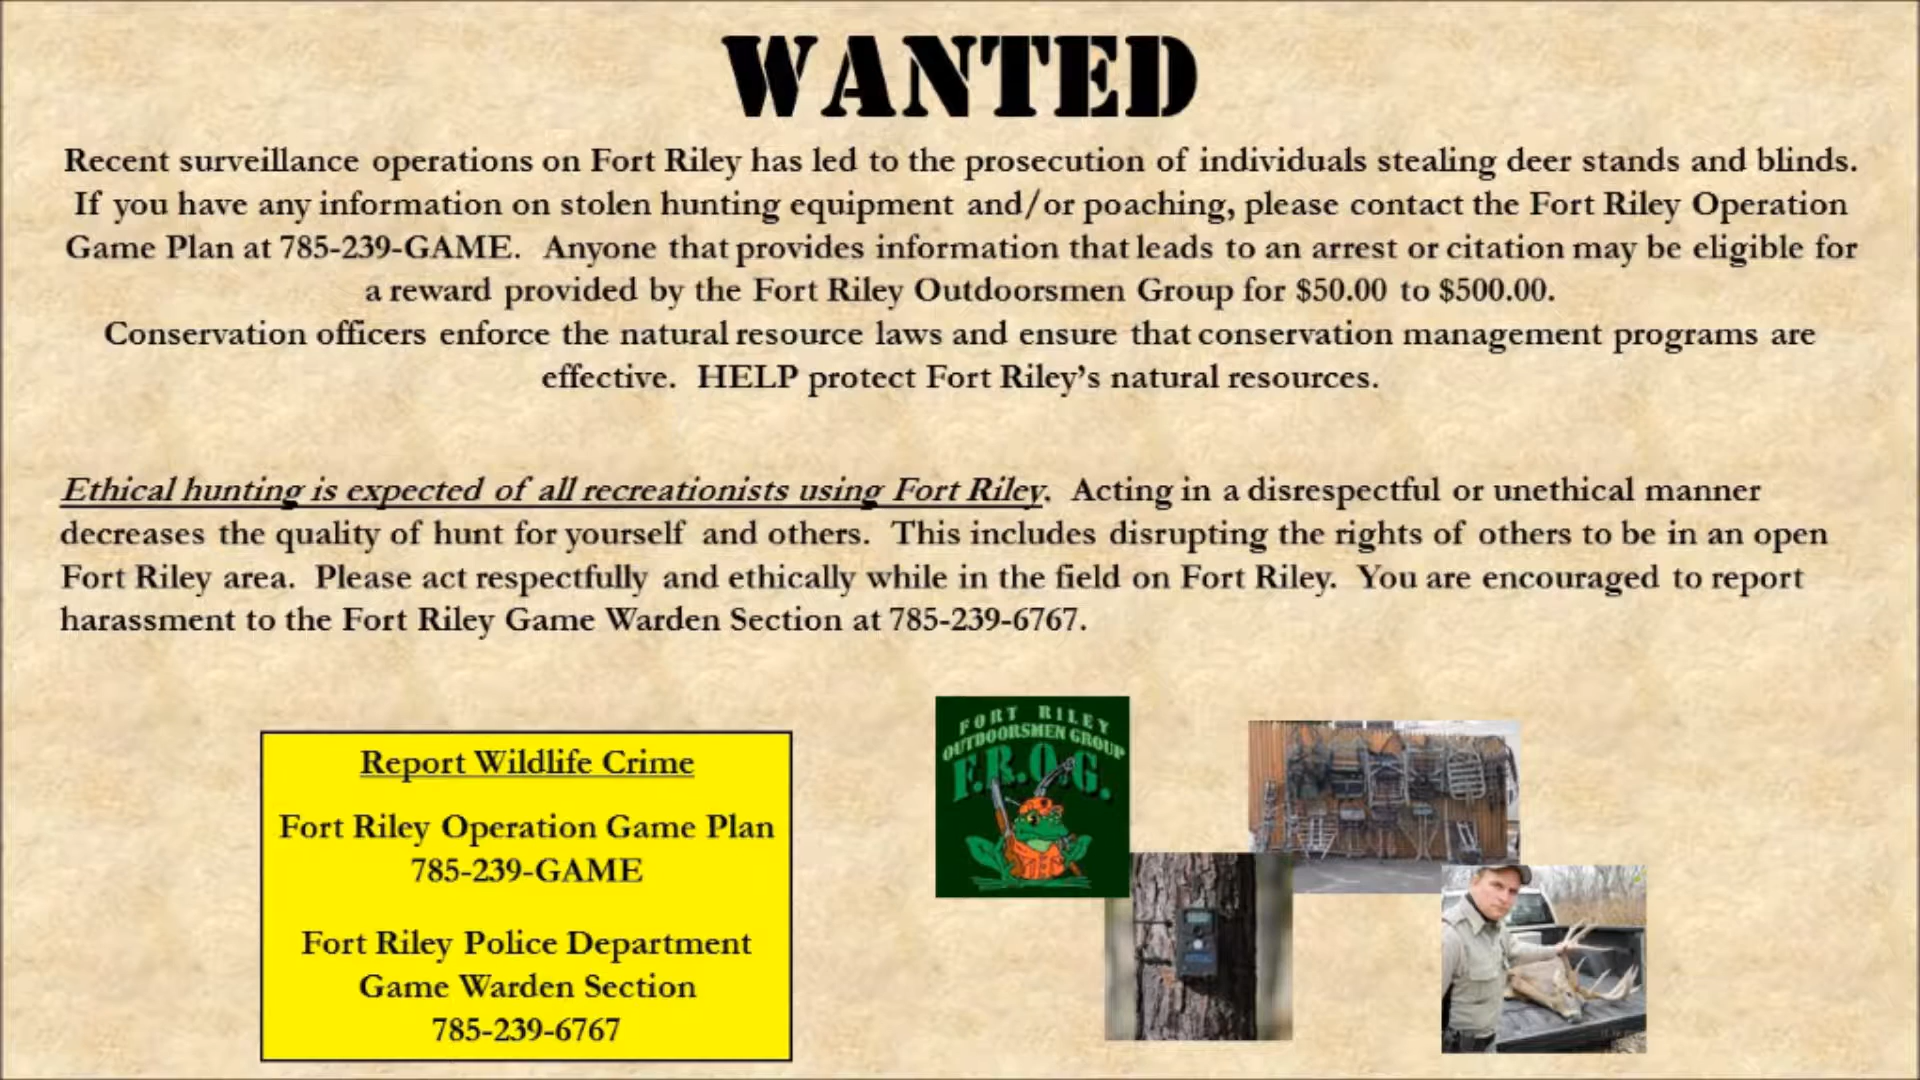 WANTED
Recent surveillance operations on Fort Riley has led to the prosecution of individuals stealing deer stands and blinds.
If you have any information on stolen hunting equipment and/or poaching, please contact the Fort Riley Operation
Game Plan at 785-239-GAME. Anyone that provides information that leads to an arrest or citation may be eligible for
a reward provided by the Fort Riley Outdoorsmen Group for $50.00 to $500.00.
Conservation officers enforce the natural resource laws and ensure that conservation management programs are
effective. HELP protect Fort Riley's natural resources.
Ethical hunting is expected of all recreationists using Fort Riley. Acting in a disrespectful or unethical manner
decreases the quality of hunt for yourself and others. This includes disrupting the rights of others to be in an open
Fort Riley area. Please act respectfully and ethically while in the field on Fort Riley. You are encouraged to report
harassment to the Fort Riley Game Warden Section at 785-239-6767.
Report Wildlife Crime
Fort Riley Operation Game Plan
785-239-GAME
Fort Riley Police Department
Game Warden Section
785-239-6767
FORT RILEY
OUTDOORSMEN GROUP
F.R.O.G.